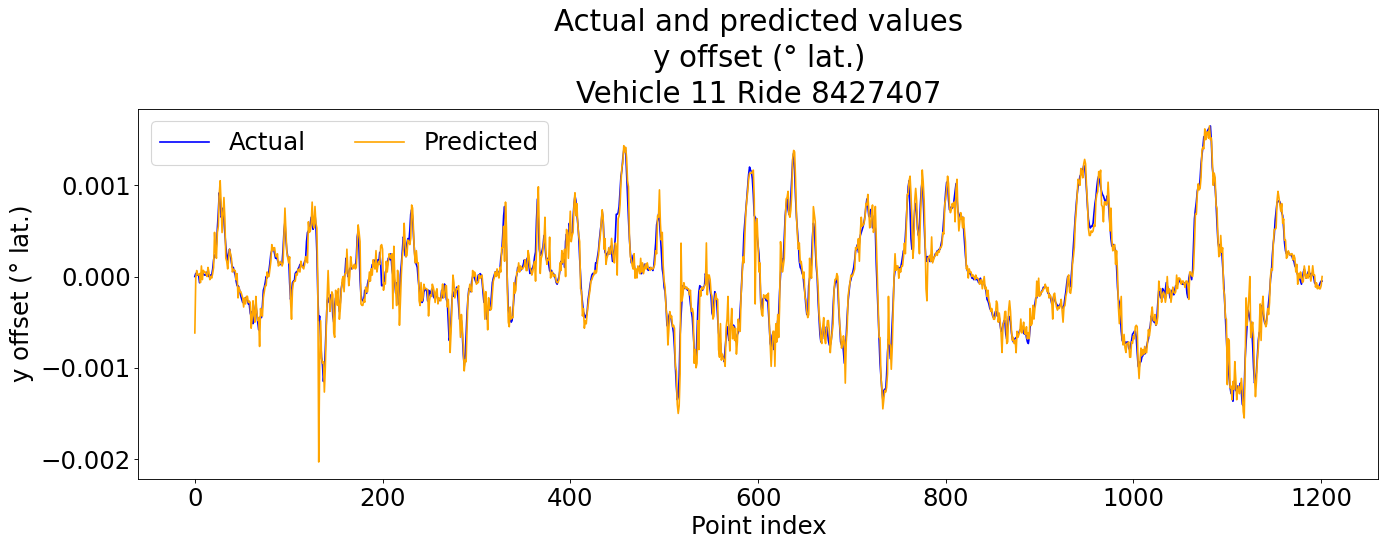 Actual and predicted values
y offset (° lat.)
Vehicle 11 Ride 8427407
Actual
Predicted
y offset (° lat.)
0.001
0.000
−0.001
−0.002
0
200
400
600
800
1000
1200
Point index